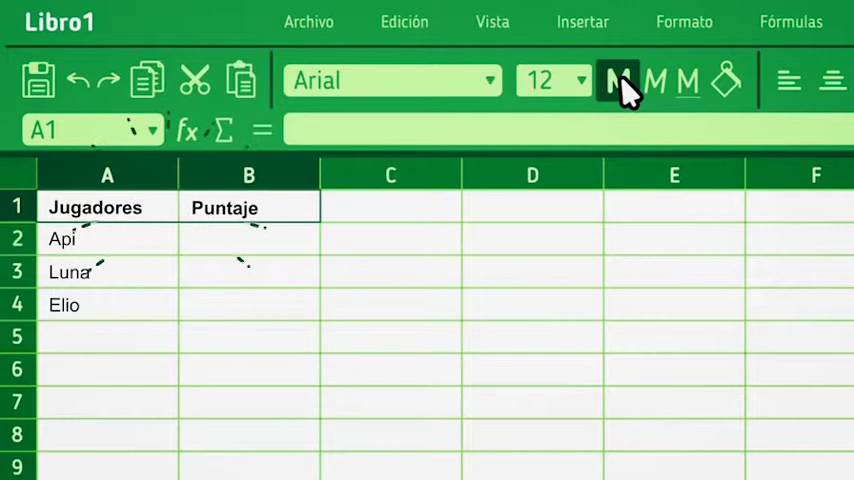 Libro1 Archivo Edición Vista Insertar Formato Fórmulas
Arial 12 M M M
A1 fx Σ =
A B C D E F
1 Jugadores Puntaje
2 Api
3 Luna
4 Elio
5
6
7
8
9